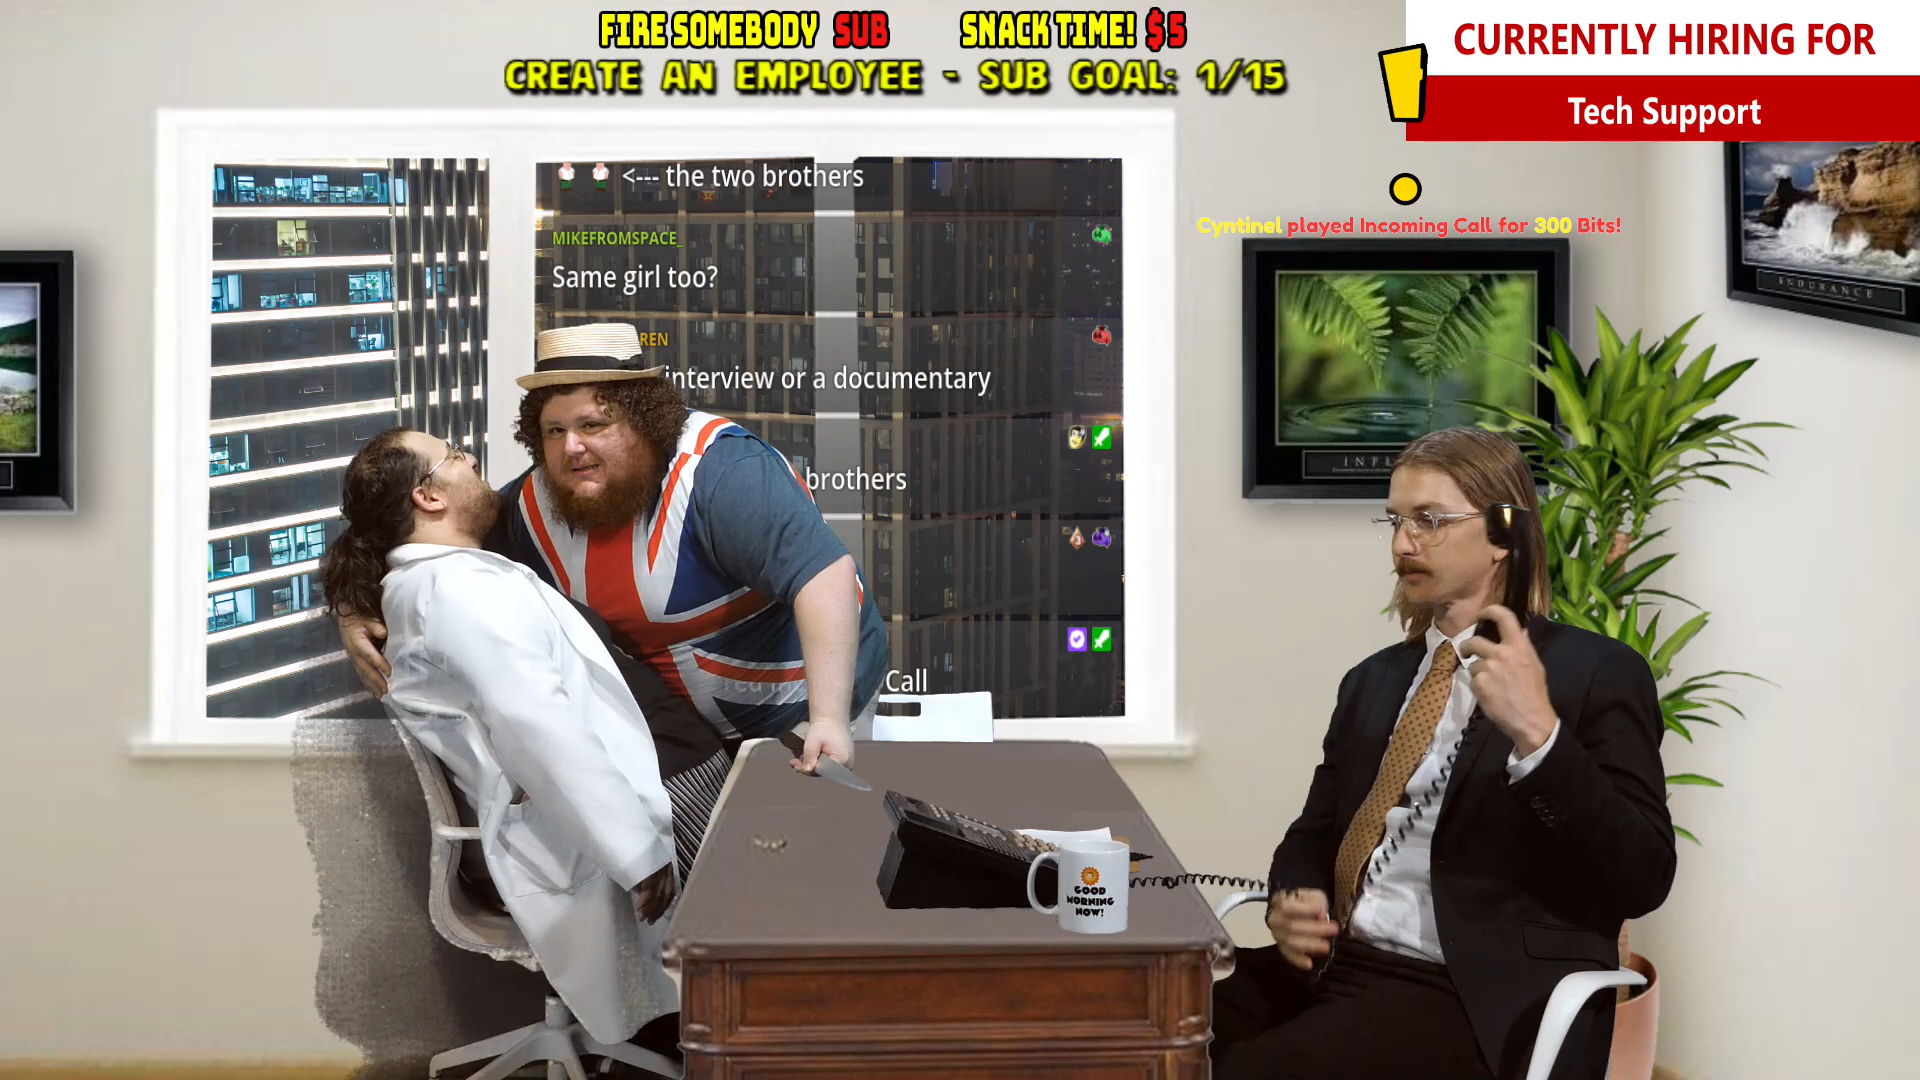 FIRE SOMEBODY SUB
SNACK TIME! $5
CREATE AN EMPLOYEE - SUB GOAL: 1/15
CURRENTLY HIRING FOR
Tech Support
Cyntinel played Incoming Call for 300 Bits!
<--- the two brothers
MIKEFROMSPACE_
Same girl too?
REN
interview or a documentary
brothers
Call
ENDURANCE
INFL
GOOD
MORNING
NOW!